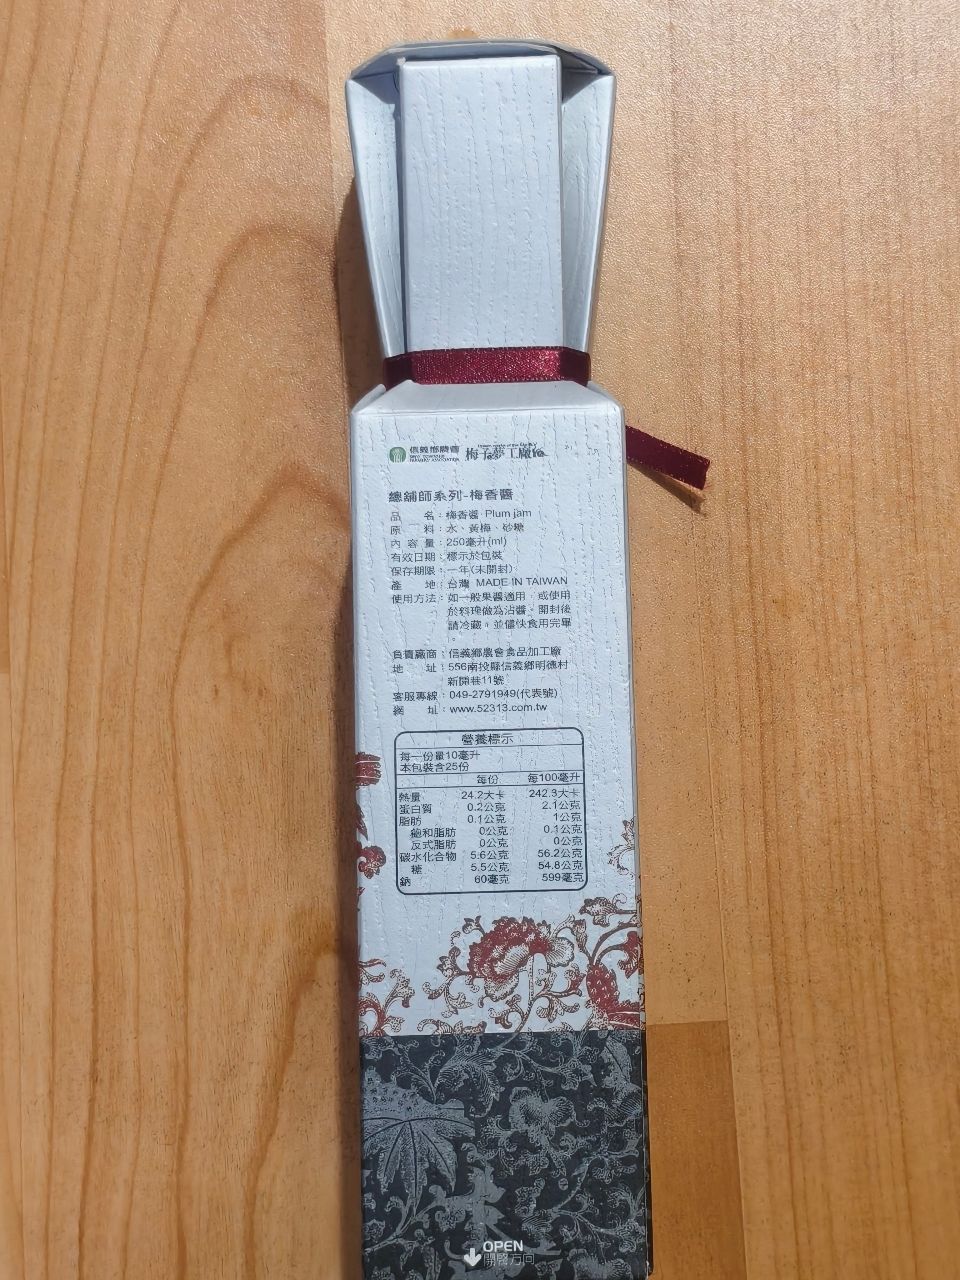 信義鄉農會 梅子夢工廠
總鋪師系列-梅香醬
品　　名：梅香醬 Plum jam
原　　料：水、黃梅、砂糖
內 容 量：250毫升(ml)
有效日期：標示於包裝
保存期限：一年(未開封)
產　　地：台灣 MADE IN TAIWAN
使用方法：如一般果醬適用，或使用
於料理做為沾醬。開封後
請冷藏，並儘快食用完畢
。
負責廠商：信義鄉農會食品加工廠
地　　址：556南投縣信義鄉明德村
新開巷11號
客服專線：049-2791949(代表號)
網　　址：www.52313.com.tw
營養標示
每一份量10毫升
本包裝含25份
每份 每100毫升
熱量 24.2大卡 242.3大卡
蛋白質 0.2公克 2.1公克
脂肪 0.1公克 1公克
飽和脂肪 0公克 0.1公克
反式脂肪 0公克 0公克
碳水化合物 5.6公克 56.2公克
糖 5.5公克 54.8公克
鈉 60毫克 599毫克
OPEN
開啓方向